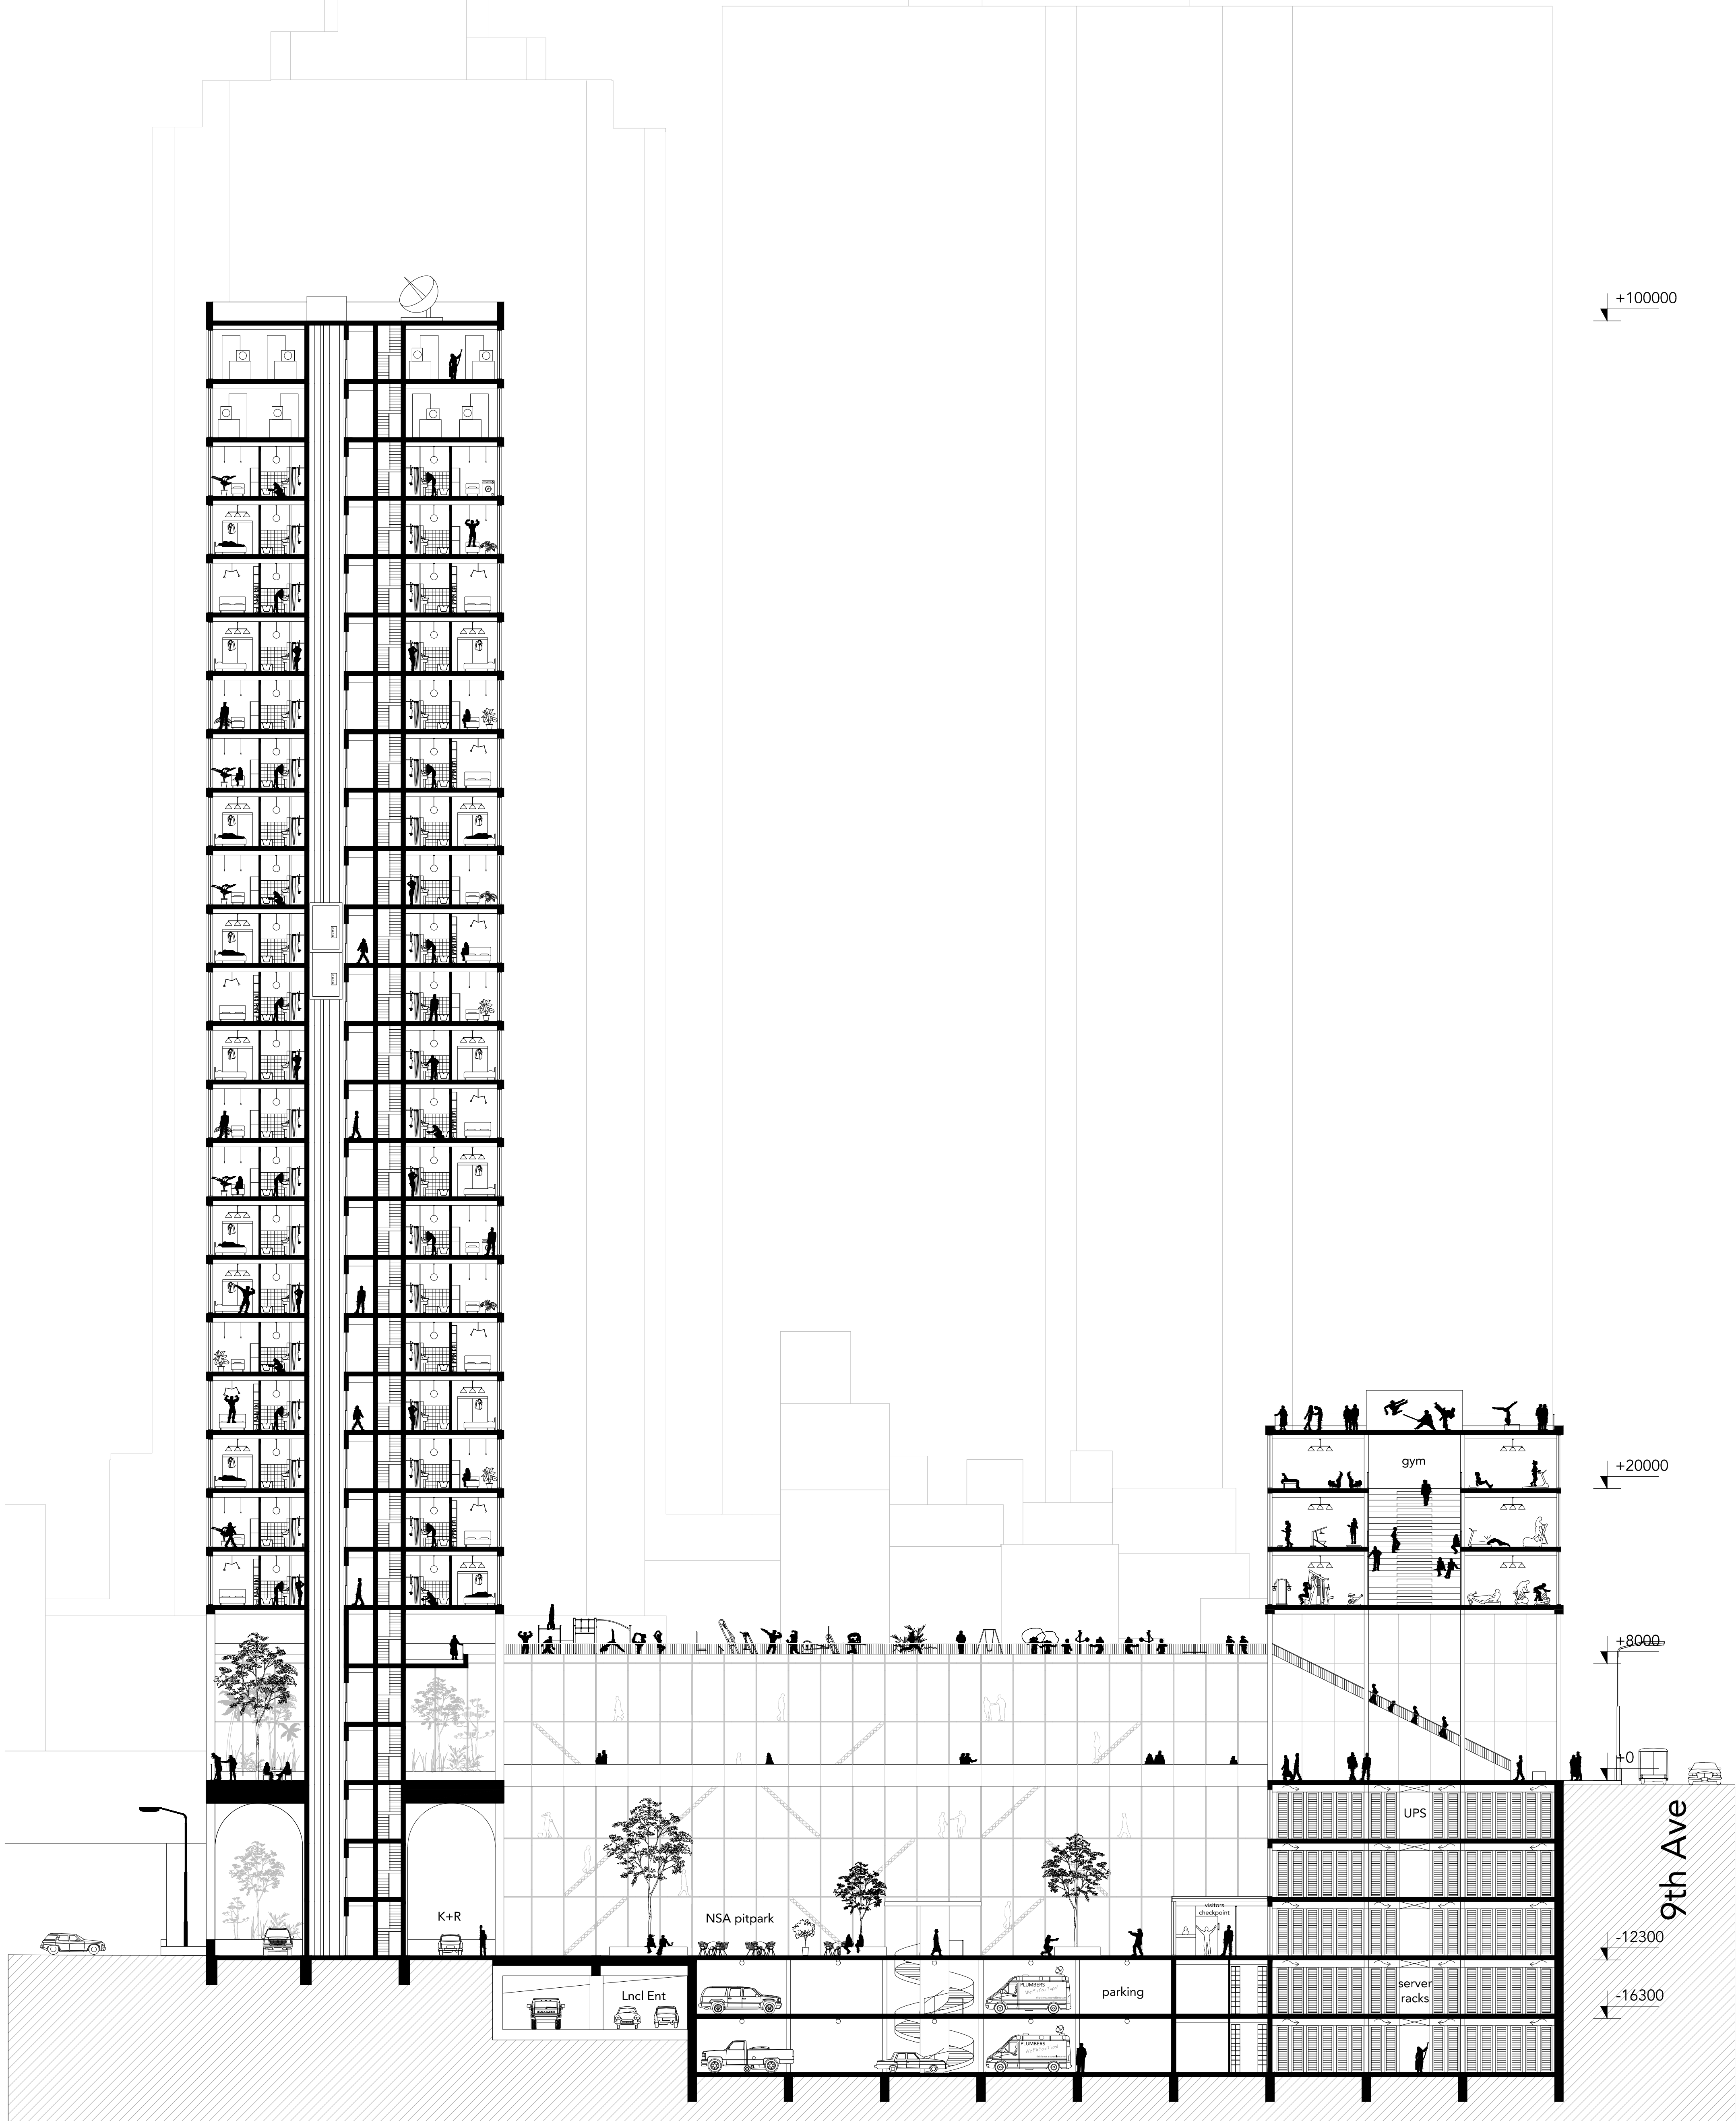 +100000
gym
+20000
+8000
+0
UPS
9th Ave
visitors
checkpoint
K+R
NSA pitpark
-12300
server
racks
-16300
Lncl Ent
PLUMBERS
parking
PLUMBERS